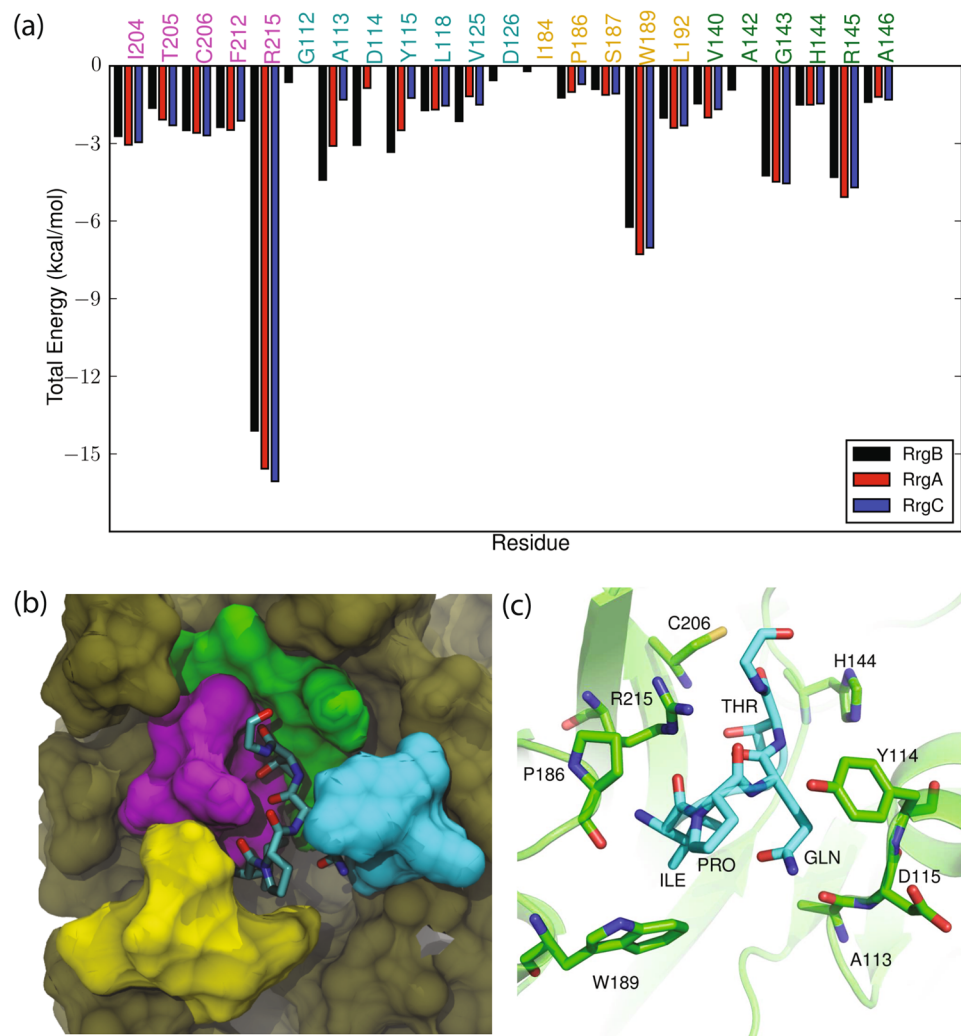 (a)
I204 T205 C206 F212 R215 G112 A113 D114 Y115 L118 V125 D126 I184 P186 S187 W189 L192 V140 A142 G143 H144 R145 A146
0
−3
−6
−9
−12
−15
Total Energy (kcal/mol)
RrgB
RrgA
RrgC
Residue
(b)
(c)
C206
H144
R215
THR
P186
Y114
GLN
PRO
ILE
D115
A113
W189